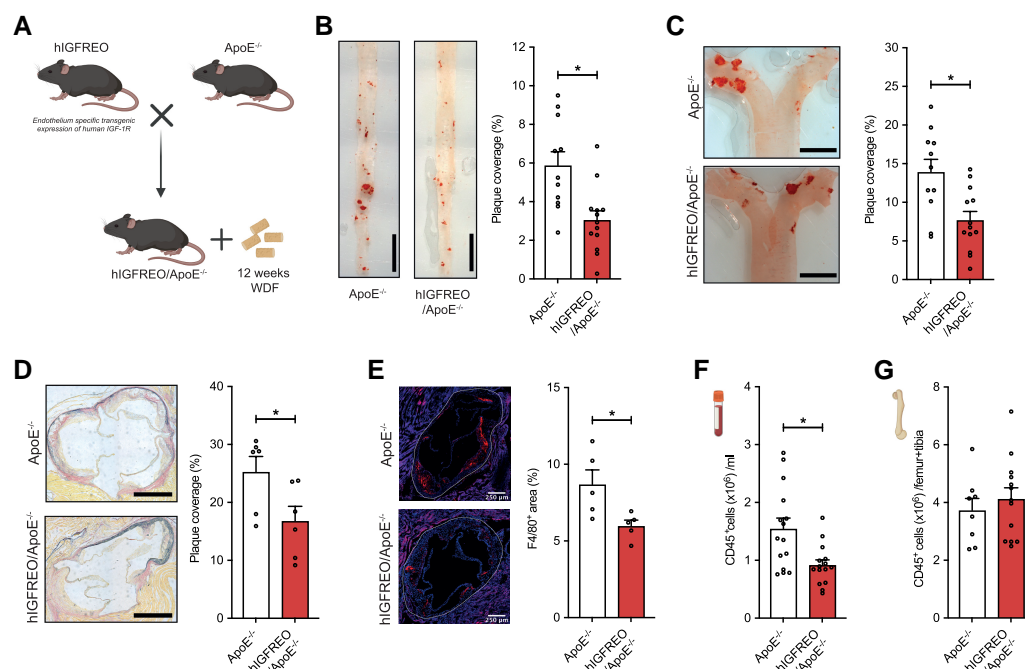 A
hIGFREO
ApoE-/-
Endothelium specific transgenic
expression of human IGF-1R
hIGFREO/ApoE-/-
12 weeks
WDF
B
ApoE-/-
hIGFREO
/ApoE-/-
Plaque coverage (%)
12
10
8
6
4
2
0
*
ApoE-/-
hIGFREO
/ApoE-/-
C
ApoE-/-
hIGFREO/ApoE-/-
Plaque coverage (%)
30
25
20
15
10
5
0
*
ApoE-/-
hIGFREO
/ApoE-/-
D
ApoE-/-
hIGFREO/ApoE-/-
Plaque coverage (%)
40
30
20
10
0
*
ApoE-/-
hIGFREO
/ApoE-/-
E
ApoE-/-
hIGFREO/ApoE-/-
250 µm
250 µm
F4/80+ area (%)
15
10
5
0
*
ApoE-/-
hIGFREO
/ApoE-/-
F
CD45+cells (x10⁶) /ml
4
3
2
1
0
*
ApoE-/-
hIGFREO
/ApoE-/-
G
CD45+ cells (x10⁶) /femur+tibia
8
6
4
2
0
ApoE-/-
hIGFREO
/ApoE-/-